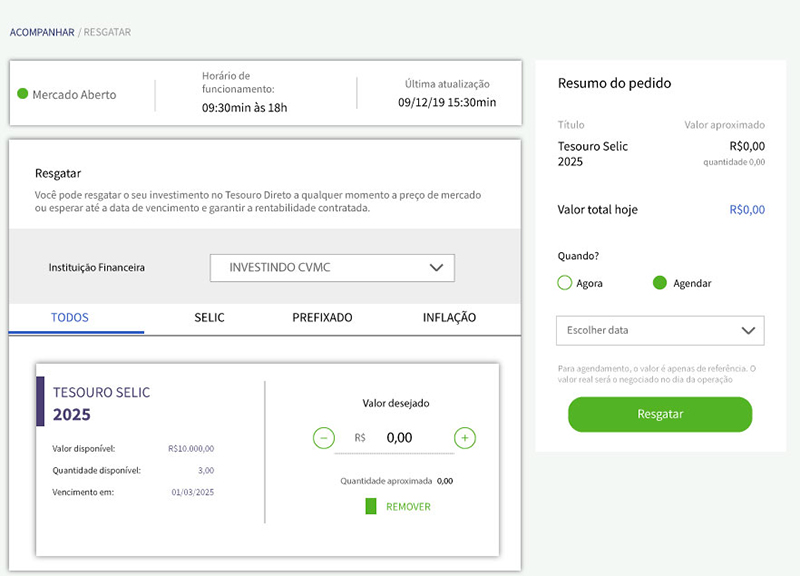 ACOMPANHAR / RESGATAR
Mercado Aberto
Horário de
funcionamento:
09:30min às 18h
Última atualização
09/12/19 15:30min
Resgatar
Você pode resgatar o seu investimento no Tesouro Direto a qualquer momento a preço de mercado
ou esperar até a data de vencimento e garantir a rentabilidade contratada.
Instituição Financeira
INVESTINDO CVMC
TODOS
SELIC
PREFIXADO
INFLAÇÃO
TESOURO SELIC
2025
Valor disponível: R$10.000,00
Quantidade disponível: 3,00
Vencimento em: 01/03/2025
Valor desejado
− R$ 0,00 +
Quantidade aproximada 0,00
REMOVER
Resumo do pedido
Título Valor aproximado
Tesouro Selic R$0,00
2025 quantidade 0,00
Valor total hoje R$0,00
Quando?
Agora Agendar
Escolher data
Para agendamento, o valor é apenas de referência. O
valor real será o negociado no dia da operação
Resgatar